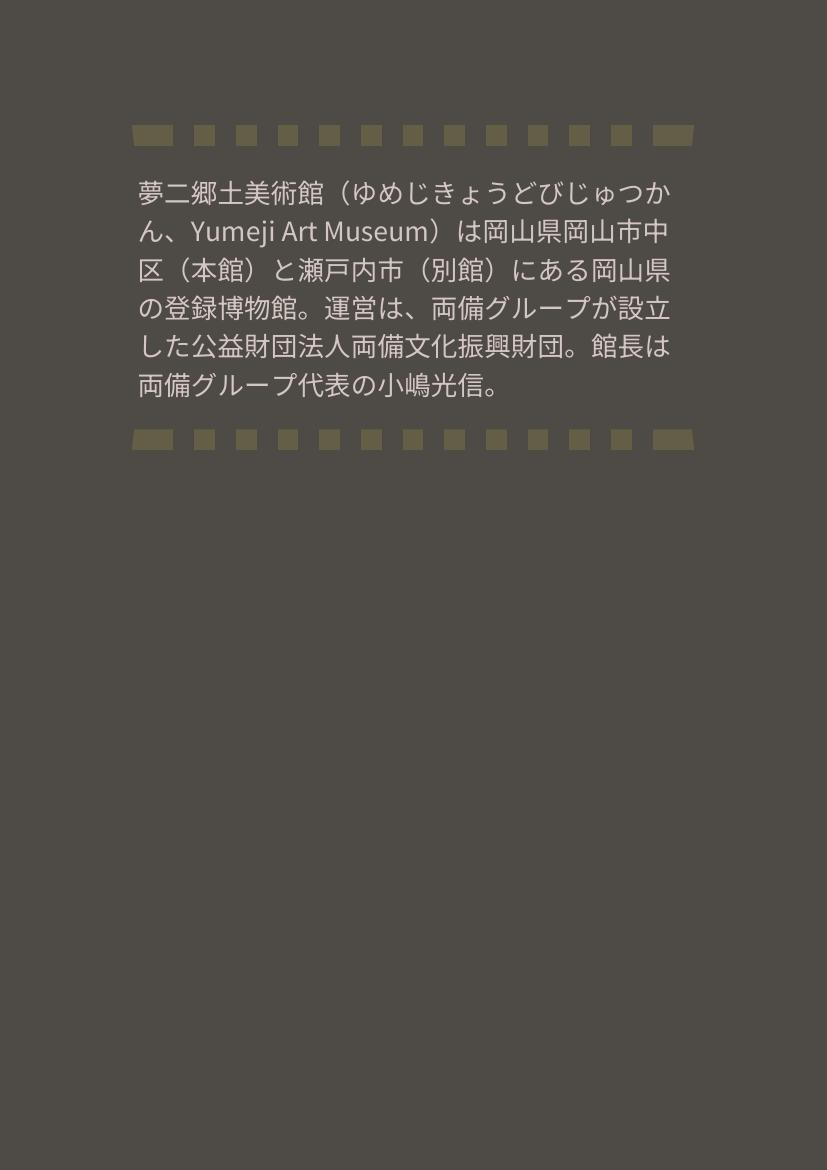 夢二郷土美術館（ゆめじきょうどびじゅつか
ん、Yumeji Art Museum）は岡山県岡山市中
区（本館）と瀬戸内市（別館）にある岡山県
の登録博物館。運営は、両備グループが設立
した公益財団法人両備文化振興財団。館長は
両備グループ代表の小嶋光信。